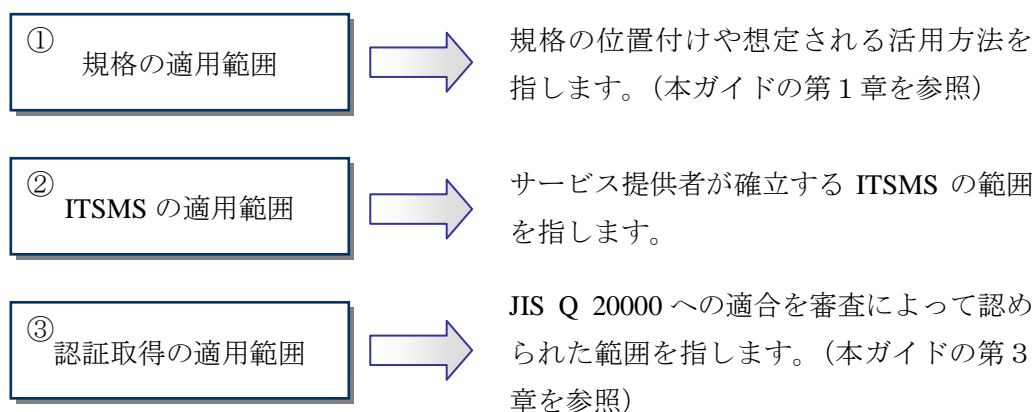 ①
規格の適用範囲
規格の位置付けや想定される活用方法を
指します。（本ガイドの第１章を参照）
②
ITSMS の適用範囲
サービス提供者が確立する ITSMS の範囲
を指します。
③
認証取得の適用範囲
JIS Q 20000 への適合を審査によって認め
られた範囲を指します。（本ガイドの第３
章を参照）